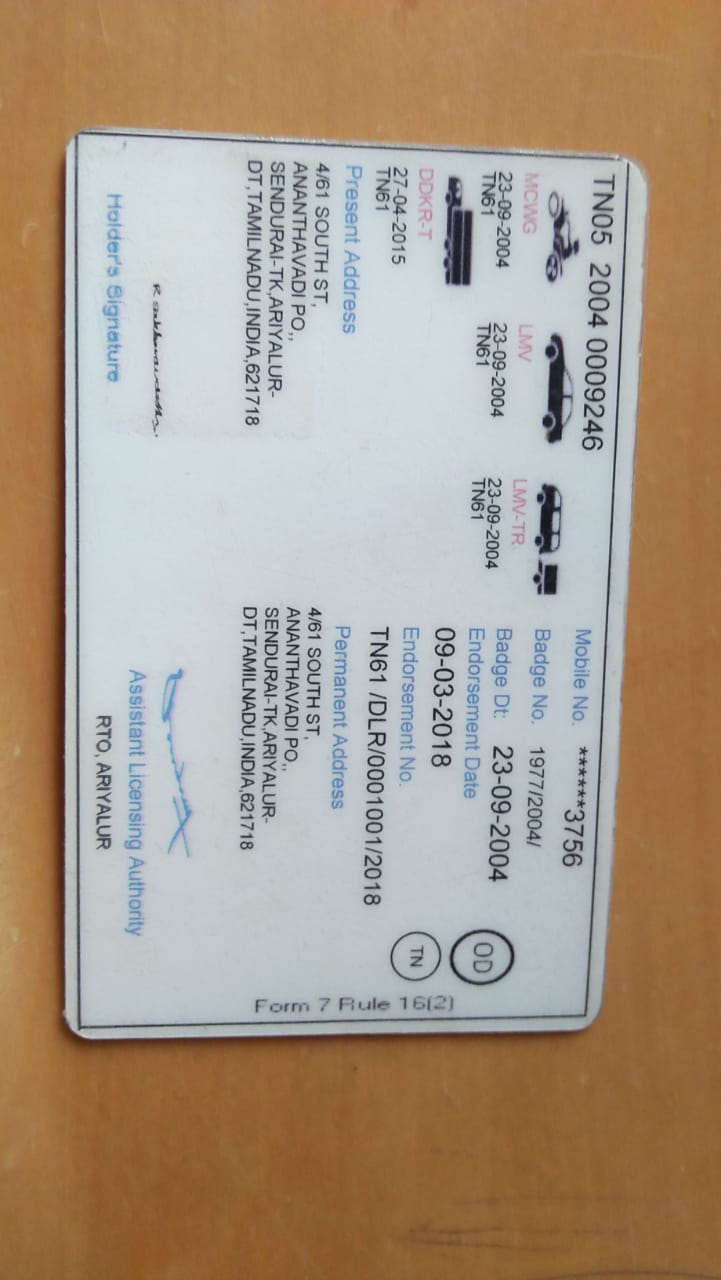 TN05 2004 0009246
Mobile No. ******3756
MCWG
23-09-2004
TN61
LMV
23-09-2004
TN61
LMV-TR
23-09-2004
TN61
Badge No. 1977/2004/
Badge Dt: 23-09-2004
DDKR-T
27-04-2015
TN61
Endorsement Date
09-03-2018
Endorsement No.
TN61 /DLR/0001001/2018
OD
TN
Present Address
4/61 SOUTH ST,
ANANTHAVADI PO,,
SENDURAI-TK,ARIYALUR-
DT,TAMILNADU,INDIA,621718
Permanent Address
4/61 SOUTH ST,
ANANTHAVADI PO,,
SENDURAI-TK,ARIYALUR-
DT,TAMILNADU,INDIA,621718
Holder's Signature
Assistant Licensing Authority
RTO, ARIYALUR
Form 7 Rule 16(2)